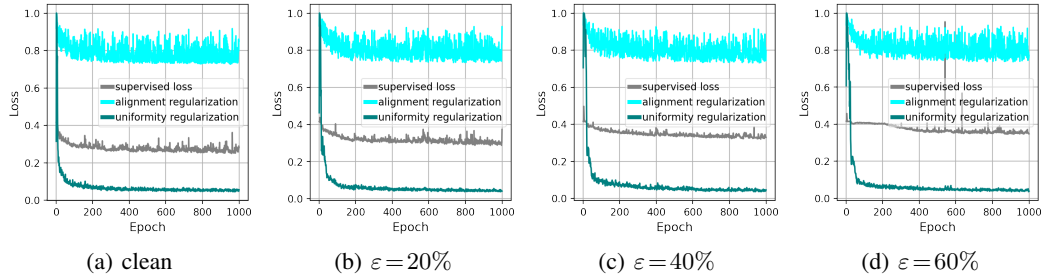 1.0
0.8
0.6
0.4
0.2
0.0
Loss
supervised loss
alignment regularization
uniformity regularization
0 200 400 600 800 1000
Epoch
(a) clean
1.0
0.8
0.6
0.4
0.2
0.0
Loss
supervised loss
alignment regularization
uniformity regularization
0 200 400 600 800 1000
Epoch
(b) ε=20%
1.0
0.8
0.6
0.4
0.2
0.0
Loss
supervised loss
alignment regularization
uniformity regularization
0 200 400 600 800 1000
Epoch
(c) ε=40%
1.0
0.8
0.6
0.4
0.2
0.0
Loss
supervised loss
alignment regularization
uniformity regularization
0 200 400 600 800 1000
Epoch
(d) ε=60%